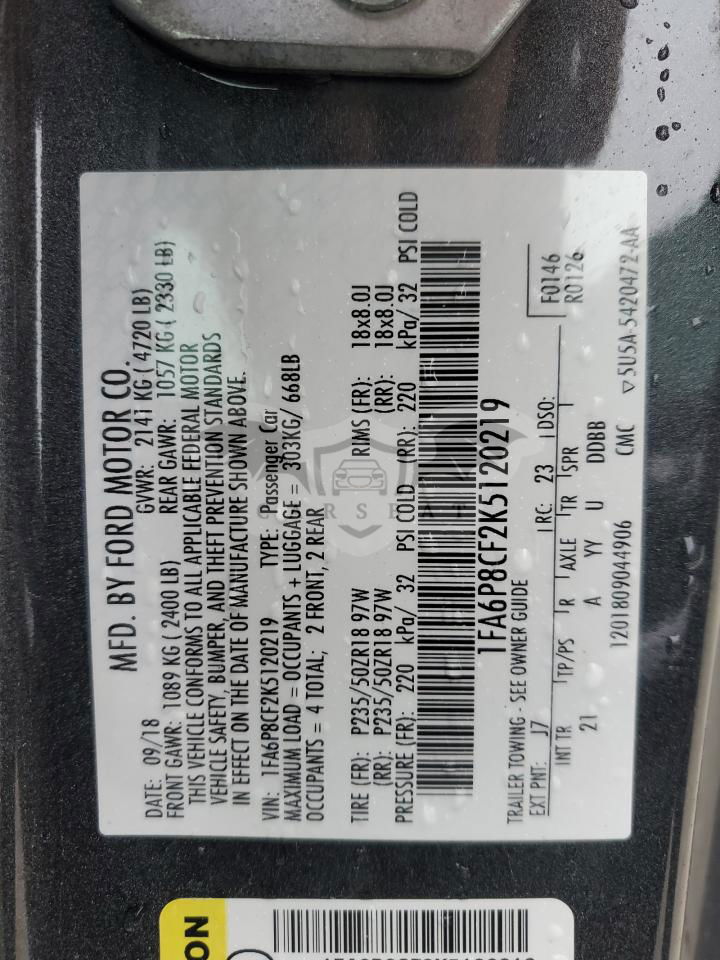 MFD. BY FORD MOTOR CO.
DATE: 09/18 GVWR: 2141 KG ( 4720 LB)
FRONT GAWR: 1089 KG ( 2400 LB) REAR GAWR: 1057 KG ( 2330 LB)
THIS VEHICLE CONFORMS TO ALL APPLICABLE FEDERAL MOTOR
VEHICLE SAFETY, BUMPER, AND THEFT PREVENTION STANDARDS
IN EFFECT ON THE DATE OF MANUFACTURE SHOWN ABOVE.
VIN: 1FA6P8CF2K5120219 TYPE: Passenger Car
MAXIMUM LOAD = OCCUPANTS + LUGGAGE = 303KG/ 668LB
OCCUPANTS = 4 TOTAL; 2 FRONT, 2 REAR
TIRE (FR): P235/50ZR18 97W RIMS (FR): 18x8.0J
(RR): P235/50ZR18 97W (RR): 18x8.0J
PRESSURE (FR): 220 kPa/ 32 PSI COLD (RR): 220 kPa/ 32 PSI COLD
1FA6P8CF2K5120219
TRAILER TOWING - SEE OWNER GUIDE F0146
EXT PNT: J7 RC: 23 DSO: R0126
INT TR TP/PS R AXLE TR SPR
21 A YY U DDBB
1201809044906 CMC ▽5U5A-5420472-AA
CARSEAT
ON